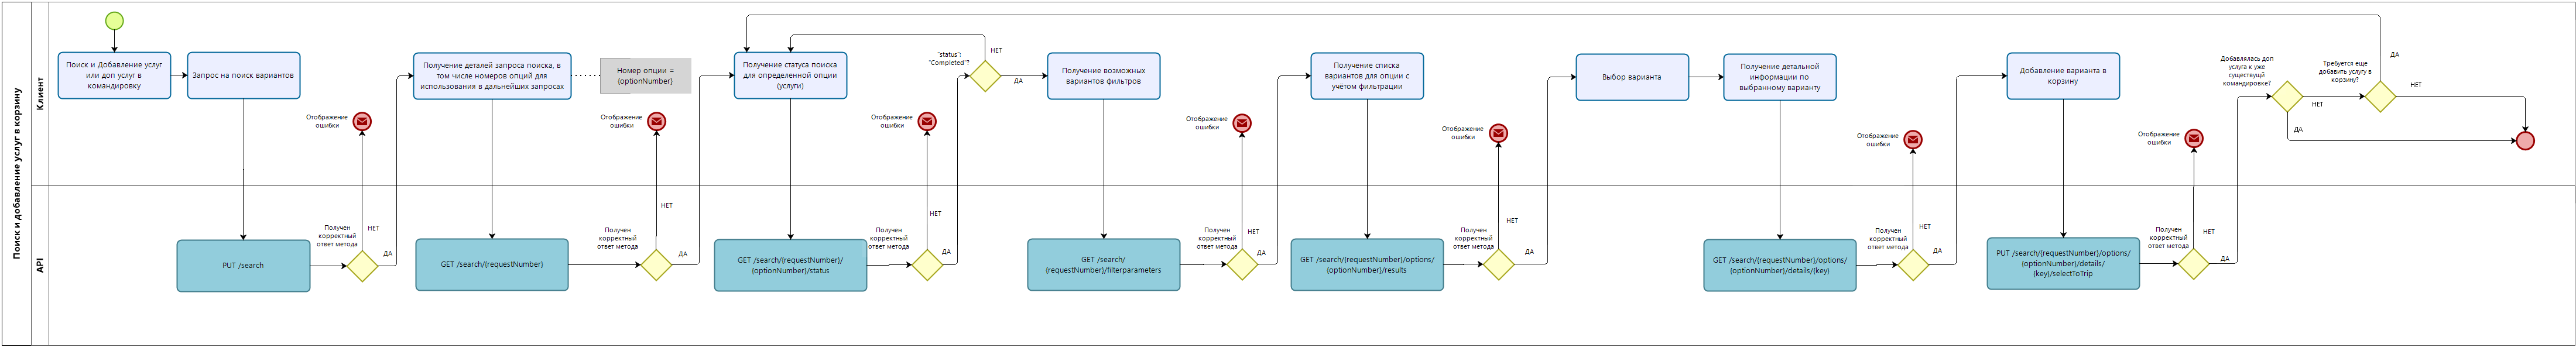 Поиск и добавление услуг в корзину
Клиент
Поиск и Добавление услуг
или доп услуг в
командировку
Запрос на поиск вариантов
Отображение
ошибки
Получение деталей запроса поиска, в
том числе номеров опций для
использования в дальнейших запросах
Номер опции =
{optionNumber}
Отображение
ошибки
Получение статуса поиска
для определенной опции
(услуги)
Отображение
ошибки
"status":
"Completed"?
НЕТ
ДА
Получение возможных
вариантов фильтров
Отображение
ошибки
Получение списка
вариантов для опции с
учётом фильтрации
Отображение
ошибки
Выбор варианта
Получение детальной
информации по
выбранному варианту
Отображение
ошибки
Добавление варианта в
корзину
Отображение
ошибки
Добавлялась доп
услуга к уже
существущй
командировке?
НЕТ
ДА
Требуется еще
добавить услугу в
корзину?
ДА
НЕТ
API
PUT /search
Получен
корректный
ответ метода
НЕТ
ДА
GET /search/{requestNumber}
Получен
корректный
ответ метода
НЕТ
ДА
GET /search/{requestNumber}/
{optionNumber}/status
Получен
корректный
ответ метода
НЕТ
ДА
GET /search/
{requestNumber}/filterparameters
Получен
корректный
ответ метода
НЕТ
ДА
GET /search/{requestNumber}/options/
{optionNumber}/results
Получен
корректный
ответ метода
НЕТ
ДА
GET /search/{requestNumber}/options/
{optionNumber}/details/{key}
Получен
корректный
ответ метода
НЕТ
ДА
PUT /search/{requestNumber}/options/
{optionNumber}/details/
{key}/selectToTrip
Получен
корректный
ответ метода
НЕТ
ДА